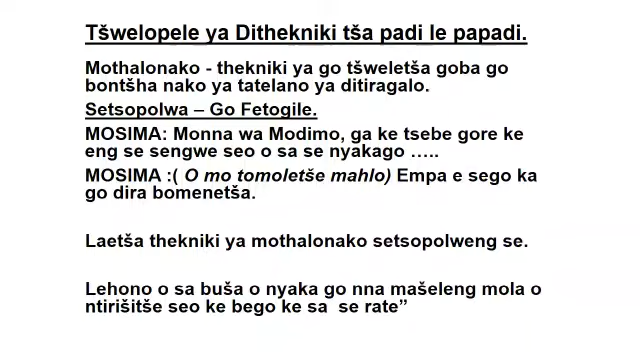 Tšwelopele ya Dithekniki tša padi le papadi.
Mothalonako - thekniki ya go tšweletša goba go
bontšha nako ya tatelano ya ditiragalo.
Setsopolwa – Go Fetogile.
MOSIMA: Monna wa Modimo, ga ke tsebe gore ke
eng se sengwe seo o sa se nyakago …..
MOSIMA :( O mo tomoletše mahlo) Empa e sego ka
go dira bomenetša.
Laetša thekniki ya mothalonako setsopolweng se.
Lehono o sa buša o nyaka go nna mašeleng mola o
ntirišitše seo ke bego ke sa  se rate”